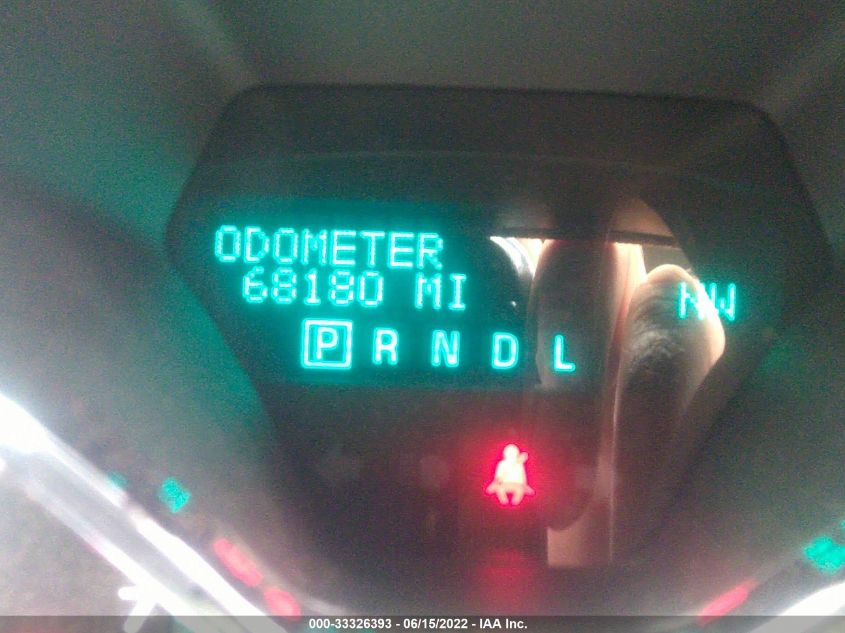 ODOMETER
68180 MI NW
P R N D L
000-33326393 - 06/15/2022 - IAA Inc.